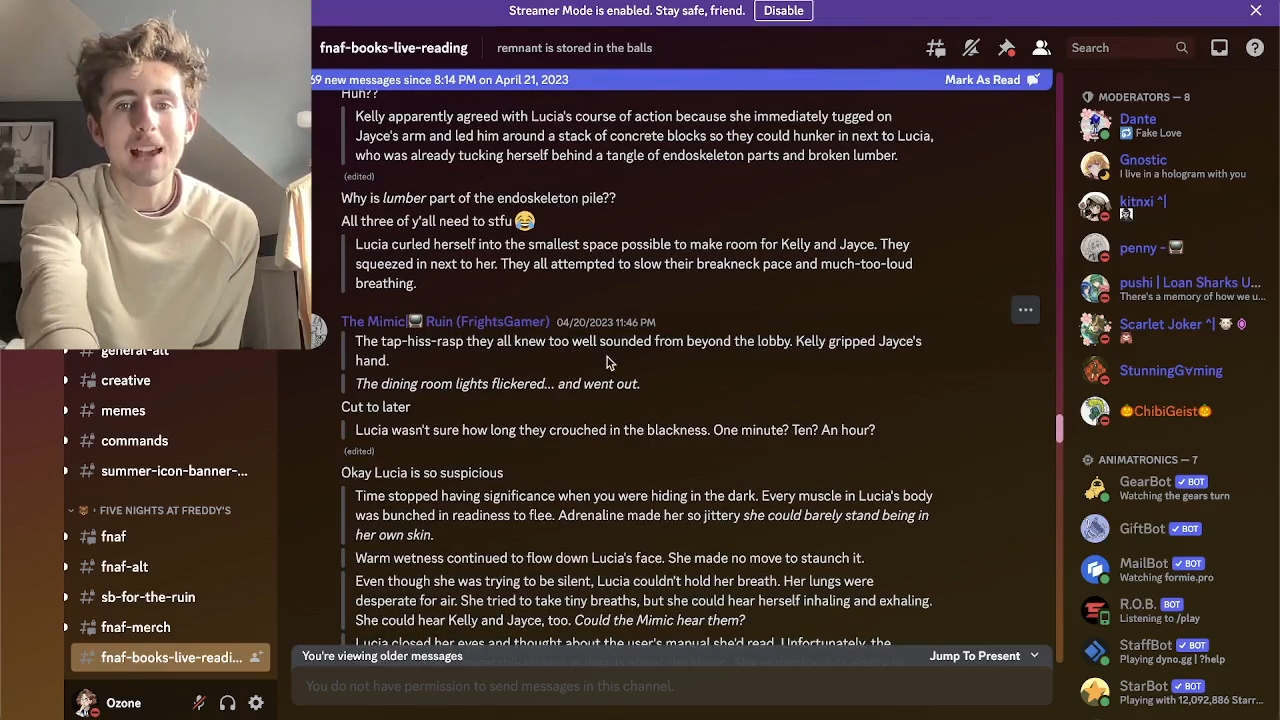 Streamer Mode is enabled. Stay safe, friend.
Disable
fnaf-books-live-reading
remnant is stored in the balls
Search
69 new messages since 8:14 PM on April 21, 2023
Mark As Read
Huh??
Kelly apparently agreed with Lucia's course of action because she immediately tugged on
Jayce's arm and led him around a stack of concrete blocks so they could hunker in next to Lucia,
who was already tucking herself behind a tangle of endoskeleton parts and broken lumber.
(edited)
Why is lumber part of the endoskeleton pile??
All three of y'all need to stfu😂
Lucia curled herself into the smallest space possible to make room for Kelly and Jayce. They
squeezed in next to her. They all attempted to slow their breakneck pace and much-too-loud
breathing.
The Mimic| Ruin (FrightsGamer) 04/20/2023 11:46 PM
The tap-hiss-rasp they all knew too well sounded from beyond the lobby. Kelly gripped Jayce's
hand.
The dining room lights flickered... and went out.
Cut to later
Lucia wasn't sure how long they crouched in the blackness. One minute? Ten? An hour?
(edited)
Okay Lucia is so suspicious
Time stopped having significance when you were hiding in the dark. Every muscle in Lucia's body
was bunched in readiness to flee. Adrenaline made her so jittery she could barely stand being in
her own skin.
Warm wetness continued to flow down Lucia's face. She made no move to staunch it.
Even though she was trying to be silent, Lucia couldn't hold her breath. Her lungs were
desperate for air. She tried to take tiny breaths, but she could hear herself inhaling and exhaling.
She could hear Kelly and Jayce, too. Could the Mimic hear them?
Lucia closed her eyes and thought about the user's manual she'd read. Unfortunately, the
You're viewing older messages
Jump To Present
You do not have permission to send messages in this channel.
general-alt
creative
memes
commands
summer-icon-banner-...
FIVE NIGHTS AT FREDDY'S
fnaf
fnaf-alt
sb-for-the-ruin
fnaf-merch
fnaf-books-live-readi...
Ozone
MODERATORS — 8
Dante
Fake Love
Gnostic
I live in a hologram with you
kitnxi ^|
penny -
pushi | Loan Sharks U...
There's a memory of how we u...
Scarlet Joker ^|
StunningG∀ming
🎃ChibiGeist🎃
ANIMATRONICS — 7
GearBot BOT
Watching the gears turn
GiftBot BOT
MailBot BOT
Watching formie.pro
R.O.B. BOT
Listening to /play
StaffBot BOT
Playing dyno.gg | ?help
StarBot BOT
Playing with 12,092,886 Starr...